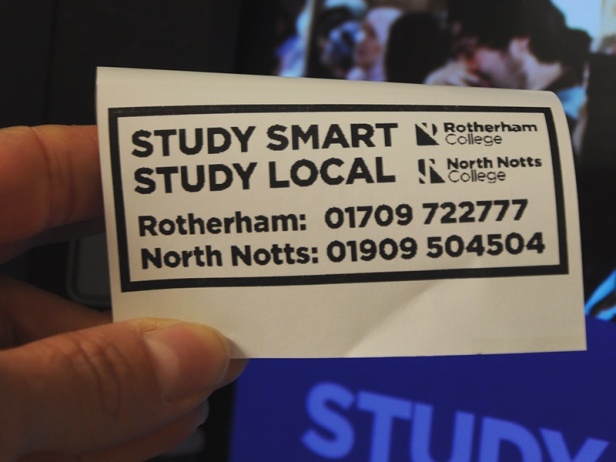 STUDY SMART
STUDY LOCAL
Rotherham
College
North Notts
College
Rotherham: 01709 722777
North Notts: 01909 504504
STUDY